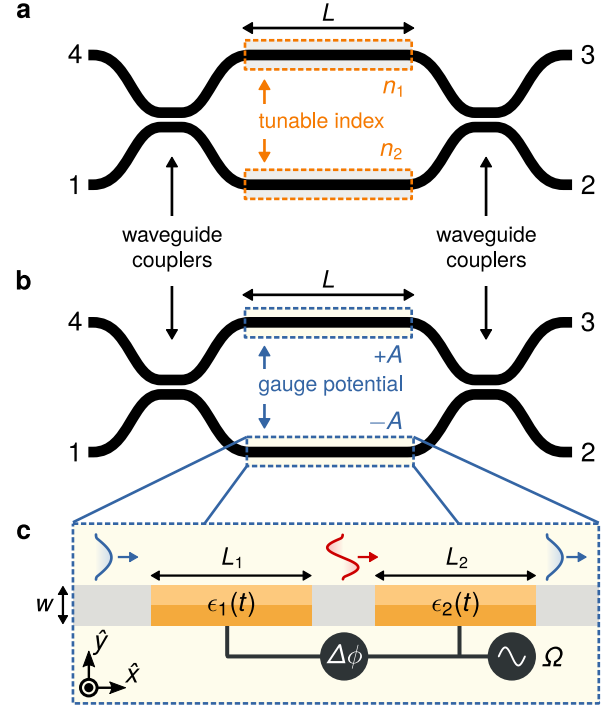 a
L
4
3
n₁
tunable index
n₂
1
2
waveguide couplers
waveguide couplers
b
L
4
3
+A
gauge potential
−A
1
2
c
L₁
L₂
w
ϵ₁(t)
ϵ₂(t)
Δϕ
Ω
ŷ
x̂